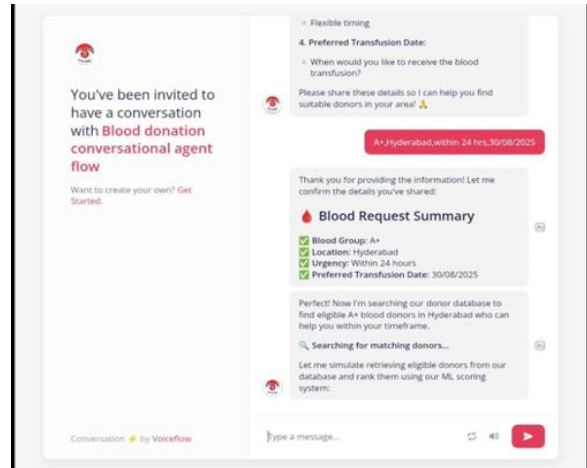 You've been invited to
have a conversation
with Blood donation
conversational agent
flow
Want to create your own? Get
Started.
Conversation ⚡ by Voiceflow
Flexible timing
4. Preferred Transfusion Date:
When would you like to receive the blood
transfusion?
Please share these details so I can help you find
suitable donors in your area! 🙏
A+,Hyderabad,within 24 hrs,30/08/2025
Thank you for providing the information! Let me
confirm the details you've shared:
🩸 Blood Request Summary
✅ Blood Group: A+
✅ Location: Hyderabad
✅ Urgency: Within 24 hours
✅ Preferred Transfusion Date: 30/08/2025
Perfect! Now I'm searching our donor database to
find eligible A+ blood donors in Hyderabad who can
help you within your timeframe.
🔍 Searching for matching donors...
Let me simulate retrieving eligible donors from our
database and rank them using our ML scoring
system:
Type a message...